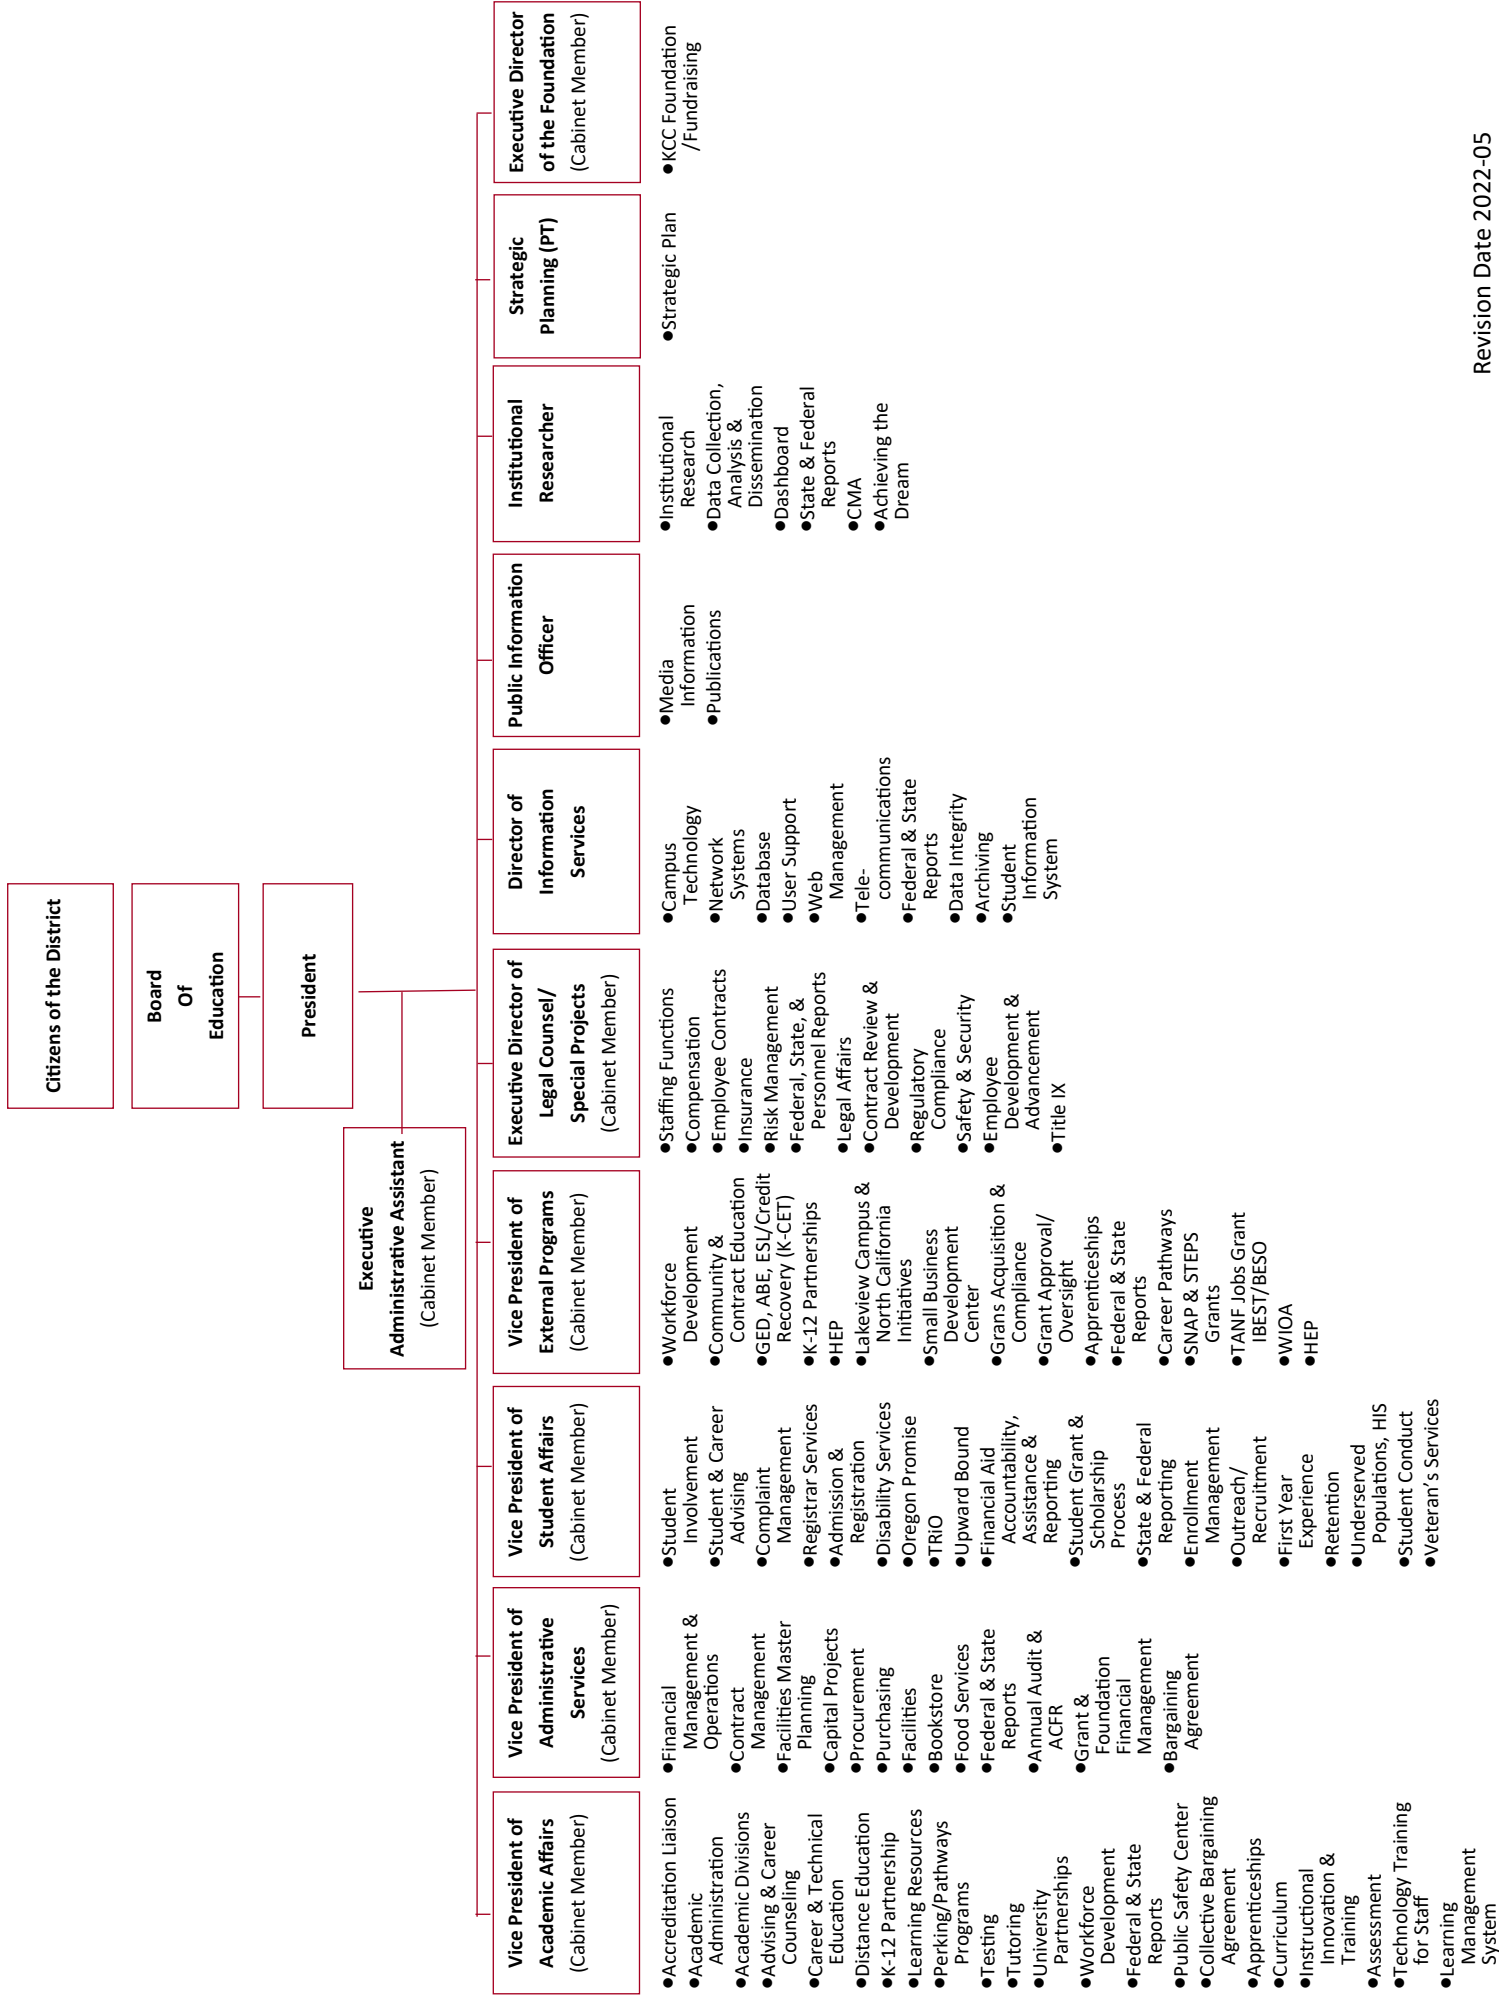 Citizens of the District
Board
Of
Education
President
Executive
Administrative Assistant
(Cabinet Member)
Vice President of
Academic Affairs
(Cabinet Member)
●Accreditation Liaison
●Academic
Administration
●Academic Divisions
●Advising & Career
Counseling
●Career & Technical
Education
●Distance Education
●K-12 Partnership
●Learning Resources
●Perking/Pathways
Programs
●Testing
●Tutoring
●University
Partnerships
●Workforce
Development
●Federal & State
Reports
●Public Safety Center
●Collective Bargaining
Agreement
●Apprenticeships
●Curriculum
●Instructional
Innovation &
Training
●Assessment
●Technology Training
for Staff
●Learning
Management
System
Vice President of
Administrative
Services
(Cabinet Member)
●Financial
Management &
Operations
●Contract
Management
●Facilities Master
Planning
●Capital Projects
●Procurement
●Purchasing
●Facilities
●Bookstore
●Food Services
●Federal & State
Reports
●Annual Audit &
ACFR
●Grant &
Foundation
Financial
Management
●Bargaining
Agreement
Vice President of
Student Affairs
(Cabinet Member)
●Student
Involvement
●Student & Career
Advising
●Complaint
Management
●Registrar Services
●Admission &
Registration
●Disability Services
●Oregon Promise
●TRiO
●Upward Bound
●Financial Aid
Accountability,
Assistance &
Reporting
●Student Grant &
Scholarship
Process
●State & Federal
Reporting
●Enrollment
Management
●Outreach/
Recruitment
●First Year
Experience
●Retention
●Underserved
Populations, HIS
●Student Conduct
●Veteran’s Services
Vice President of
External Programs
(Cabinet Member)
●Workforce
Development
●Community &
Contract Education
●GED, ABE, ESL/Credit
Recovery (K-CET)
●K-12 Partnerships
●HEP
●Lakeview Campus &
North California
Initiatives
●Small Business
Development
Center
●Grans Acquisition &
Compliance
●Grant Approval/
Oversight
●Apprenticeships
●Federal & State
Reports
●Career Pathways
●SNAP & STEPS
Grants
●TANF Jobs Grant
IBEST/BESO
●WIOA
●HEP
Executive Director of
Legal Counsel/
Special Projects
(Cabinet Member)
●Staffing Functions
●Compensation
●Employee Contracts
●Insurance
●Risk Management
●Federal, State, &
Personnel Reports
●Legal Affairs
●Contract Review &
Development
●Regulatory
Compliance
●Safety & Security
●Employee
Development &
Advancement
●Title IX
Director of
Information
Services
●Campus
Technology
●Network
Systems
●Database
●User Support
●Web
Management
●Tele-
communications
●Federal & State
Reports
●Data Integrity
●Archiving
●Student
Information
System
Public Information
Officer
●Media
Information
●Publications
Institutional
Researcher
●Institutional
Research
●Data Collection,
Analysis &
Dissemination
●Dashboard
●State & Federal
Reports
●CMA
●Achieving the
Dream
Strategic
Planning (PT)
●Strategic Plan
Executive Director
of the Foundation
(Cabinet Member)
●KCC Foundation
/Fundraising
Revision Date 2022-05